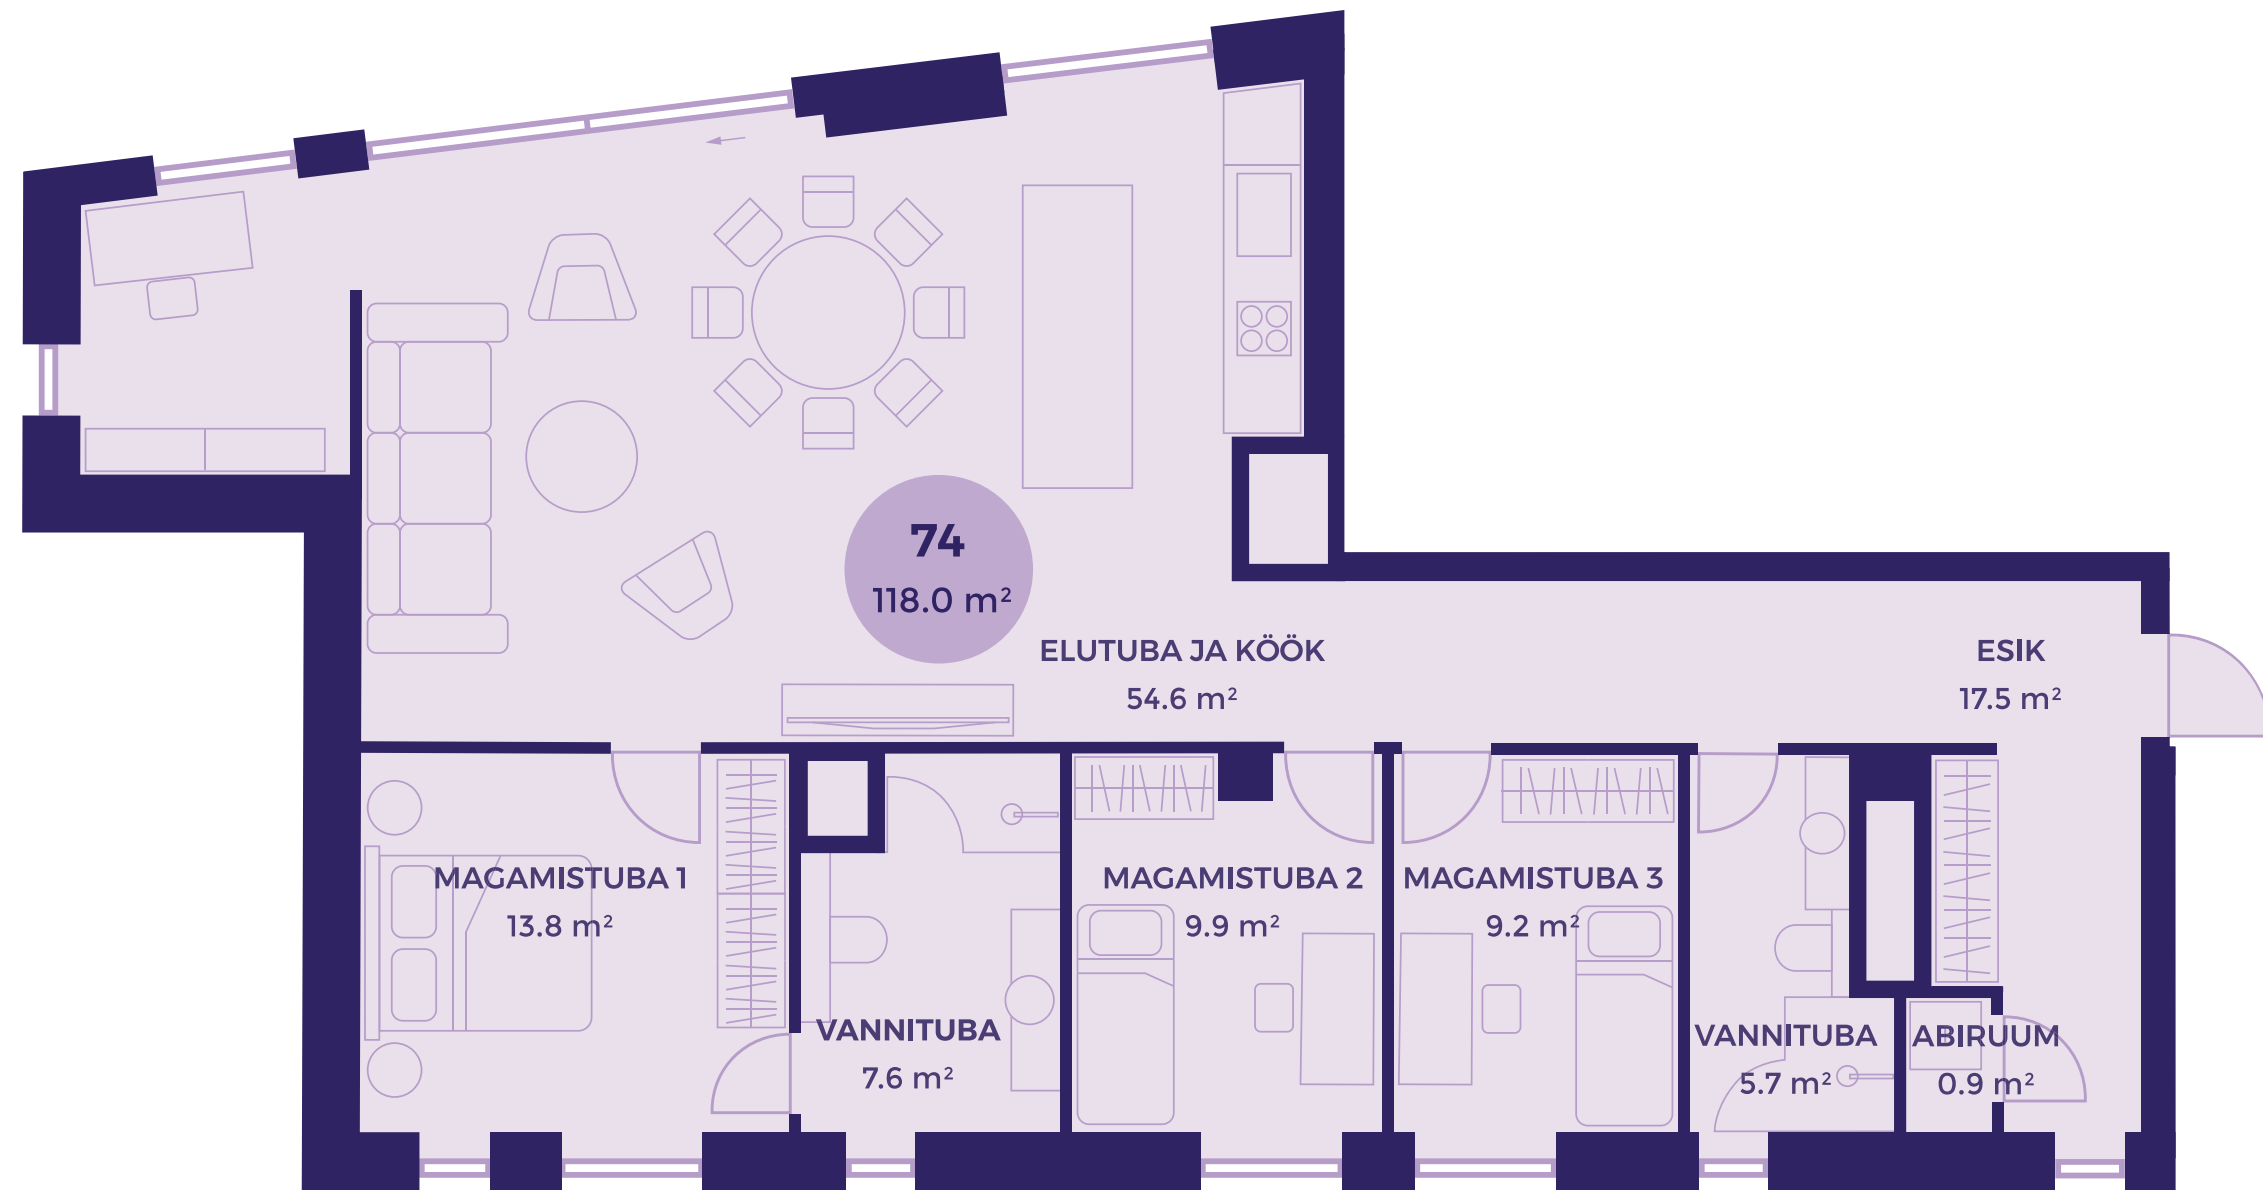 74
118.0 m²
ELUTUBA JA KÖÖK
54.6 m²
ESIK
17.5 m²
MAGAMISTUBA 1
13.8 m²
MAGAMISTUBA 2
9.9 m²
MAGAMISTUBA 3
9.2 m²
VANNITUBA
7.6 m²
VANNITUBA
5.7 m²
ABIRUUM
0.9 m²